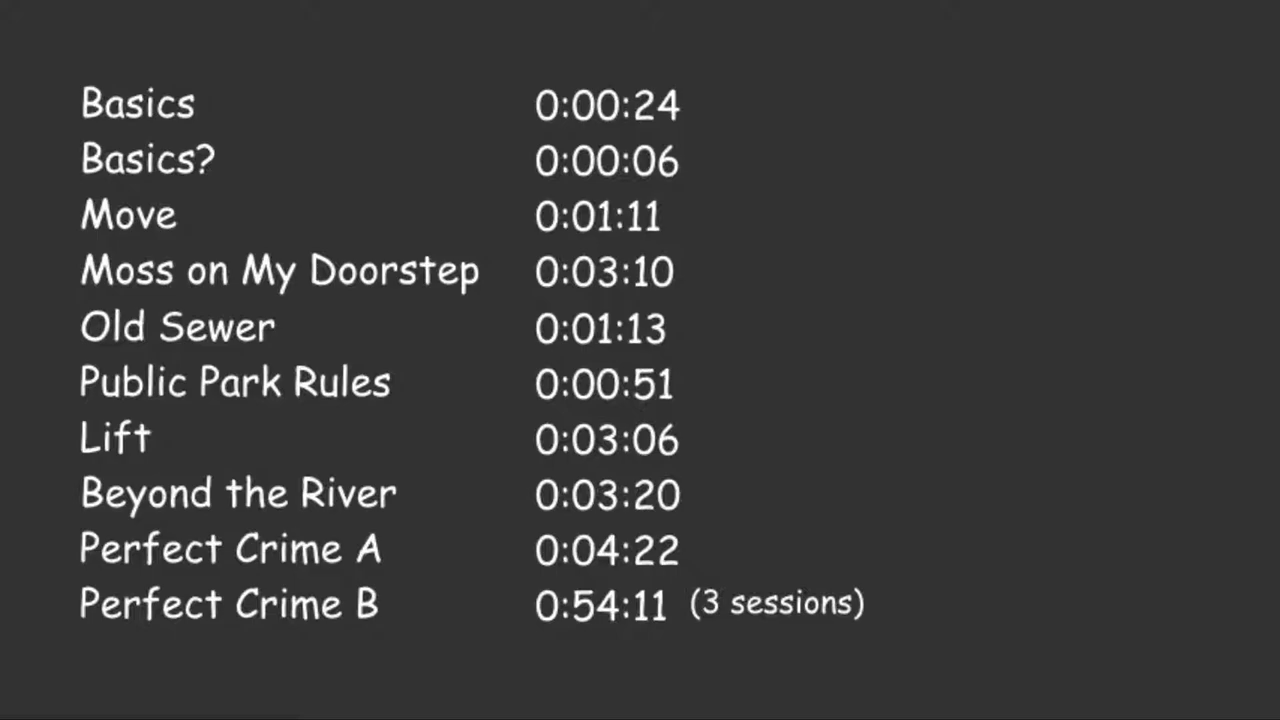 Basics 0:00:24
Basics? 0:00:06
Move 0:01:11
Moss on My Doorstep 0:03:10
Old Sewer 0:01:13
Public Park Rules 0:00:51
Lift 0:03:06
Beyond the River 0:03:20
Perfect Crime A 0:04:22
Perfect Crime B 0:54:11 (3 sessions)